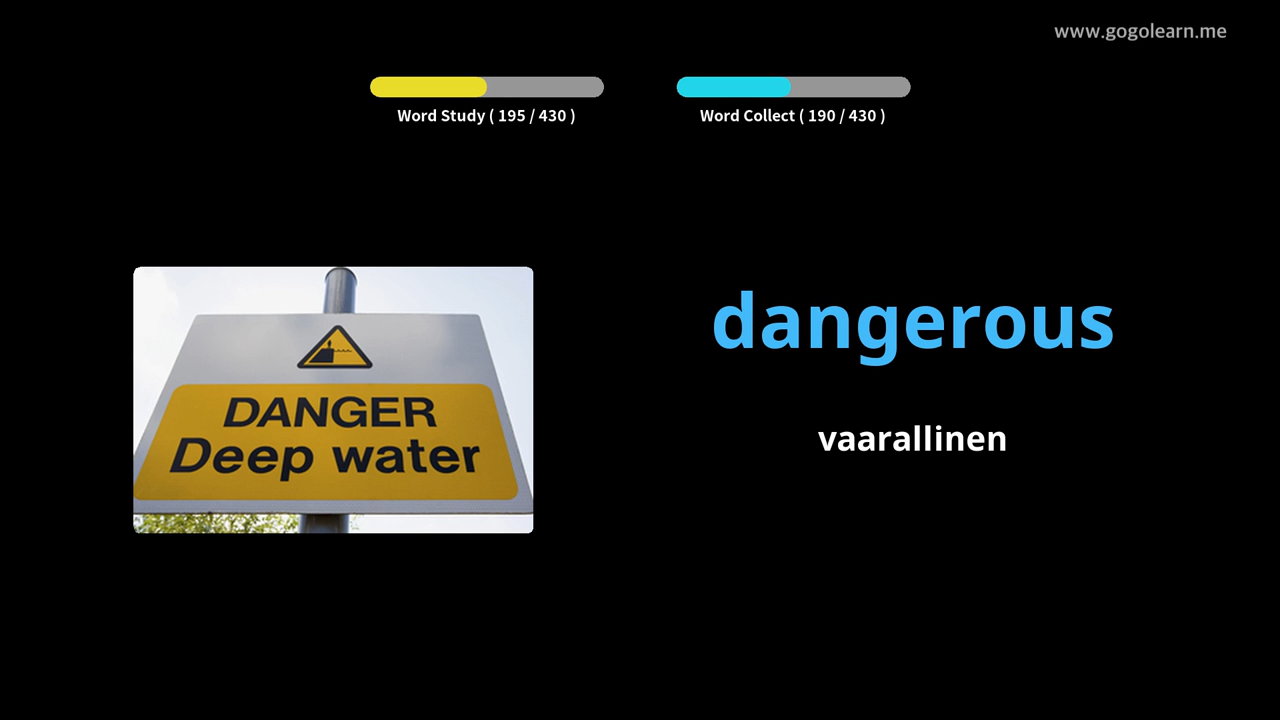 www.gogolearn.me
Word Study ( 195 / 430 )
Word Collect ( 190 / 430 )
DANGER
Deep water
dangerous
vaarallinen